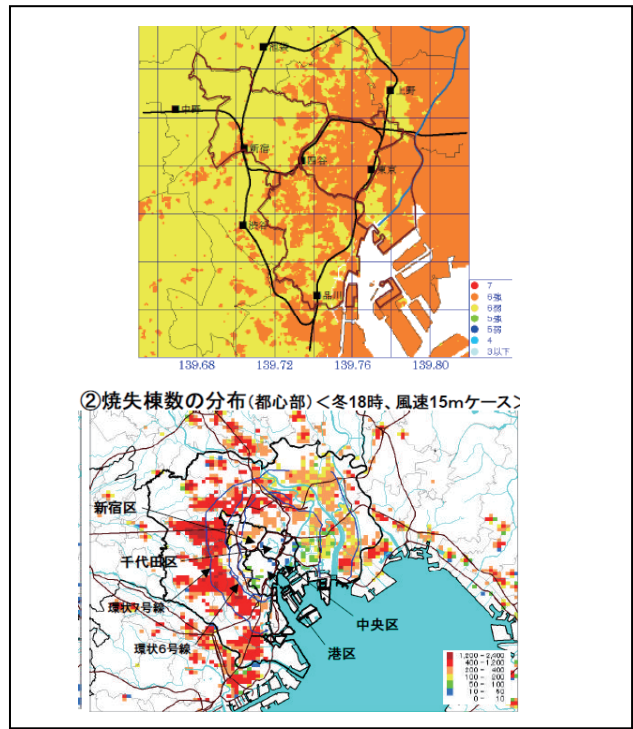 池袋
上野
中野
新宿
四谷
東京
渋谷
品川
7
6強
6弱
5強
5弱
4
3以下
139.68 139.72 139.76 139.80
②焼失棟数の分布(都心部)<冬18時、風速15mケース>
新宿区
千代田区
環状7号線
中央区
環状6号線
港区
1,200 - 2,400
400 - 1,200
200 - 400
100 - 200
50 - 100
10 - 50
0 - 10